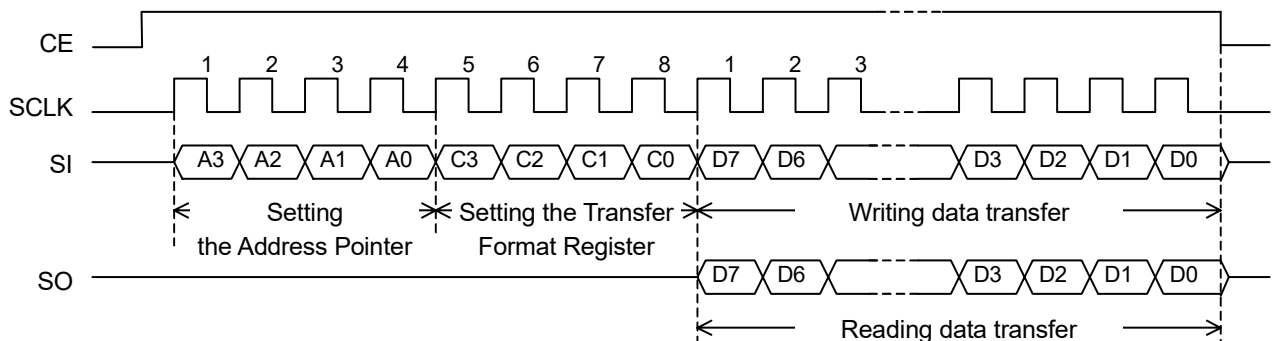 CE
1 2 3 4 5 6 7 8 1 2 3
SCLK
SI A3 A2 A1 A0 C3 C2 C1 C0 D7 D6 D3 D2 D1 D0
Setting Setting the Transfer Writing data transfer
the Address Pointer Format Register
SO D7 D6 D3 D2 D1 D0
Reading data transfer